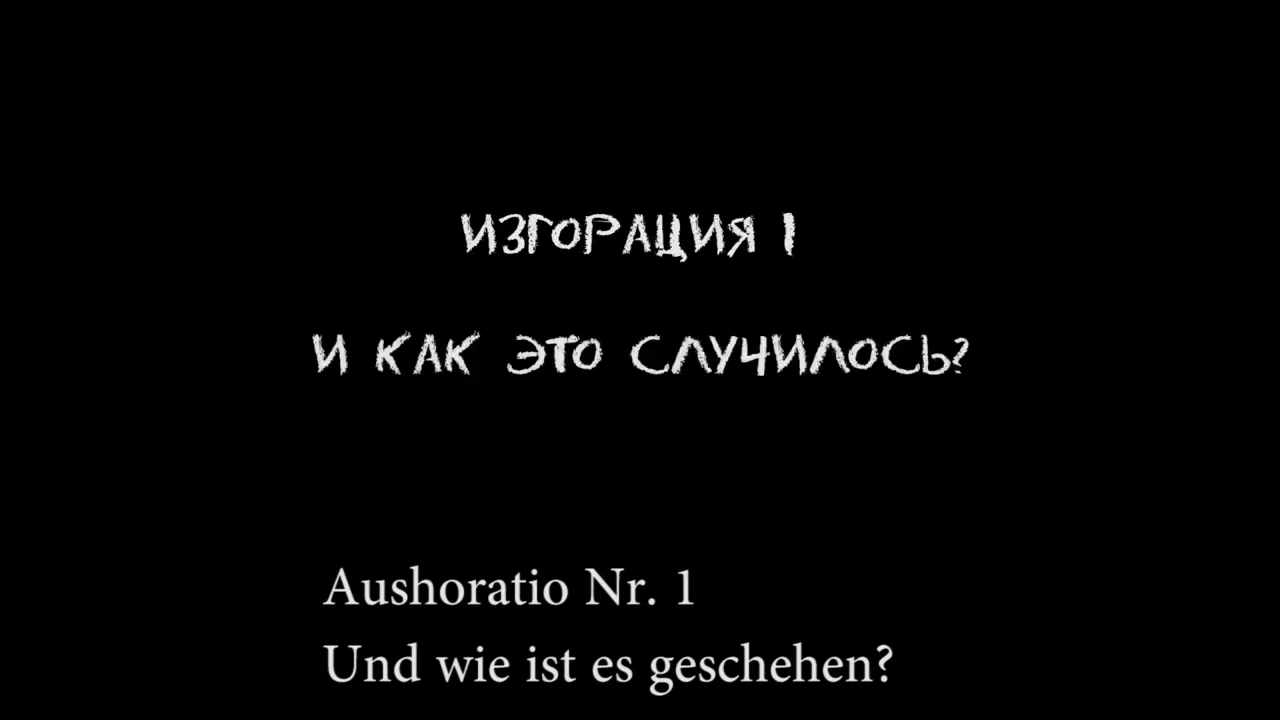 ИЗГОРАЦИЯ I
И КАК ЭТО СЛУЧИЛОСЬ?
Aushoratio Nr. 1
Und wie ist es geschehen?